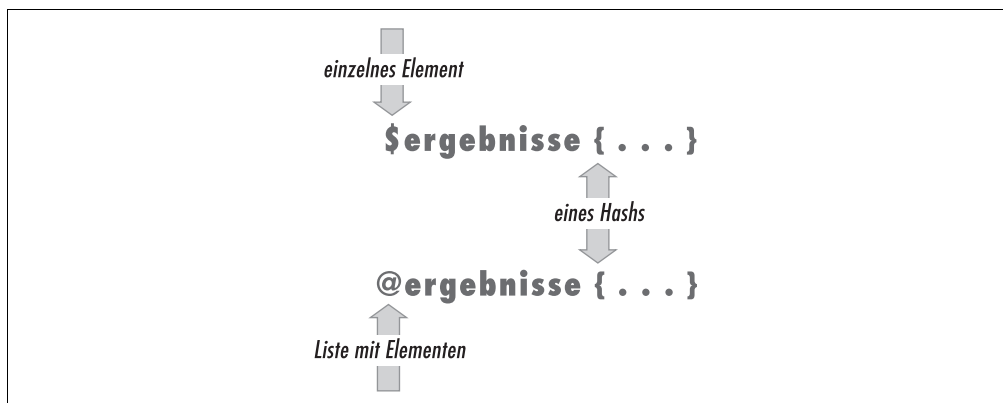 einzelnes Element
$ergebnisse { . . . }
eines Hashs
@ergebnisse { . . . }
Liste mit Elementen